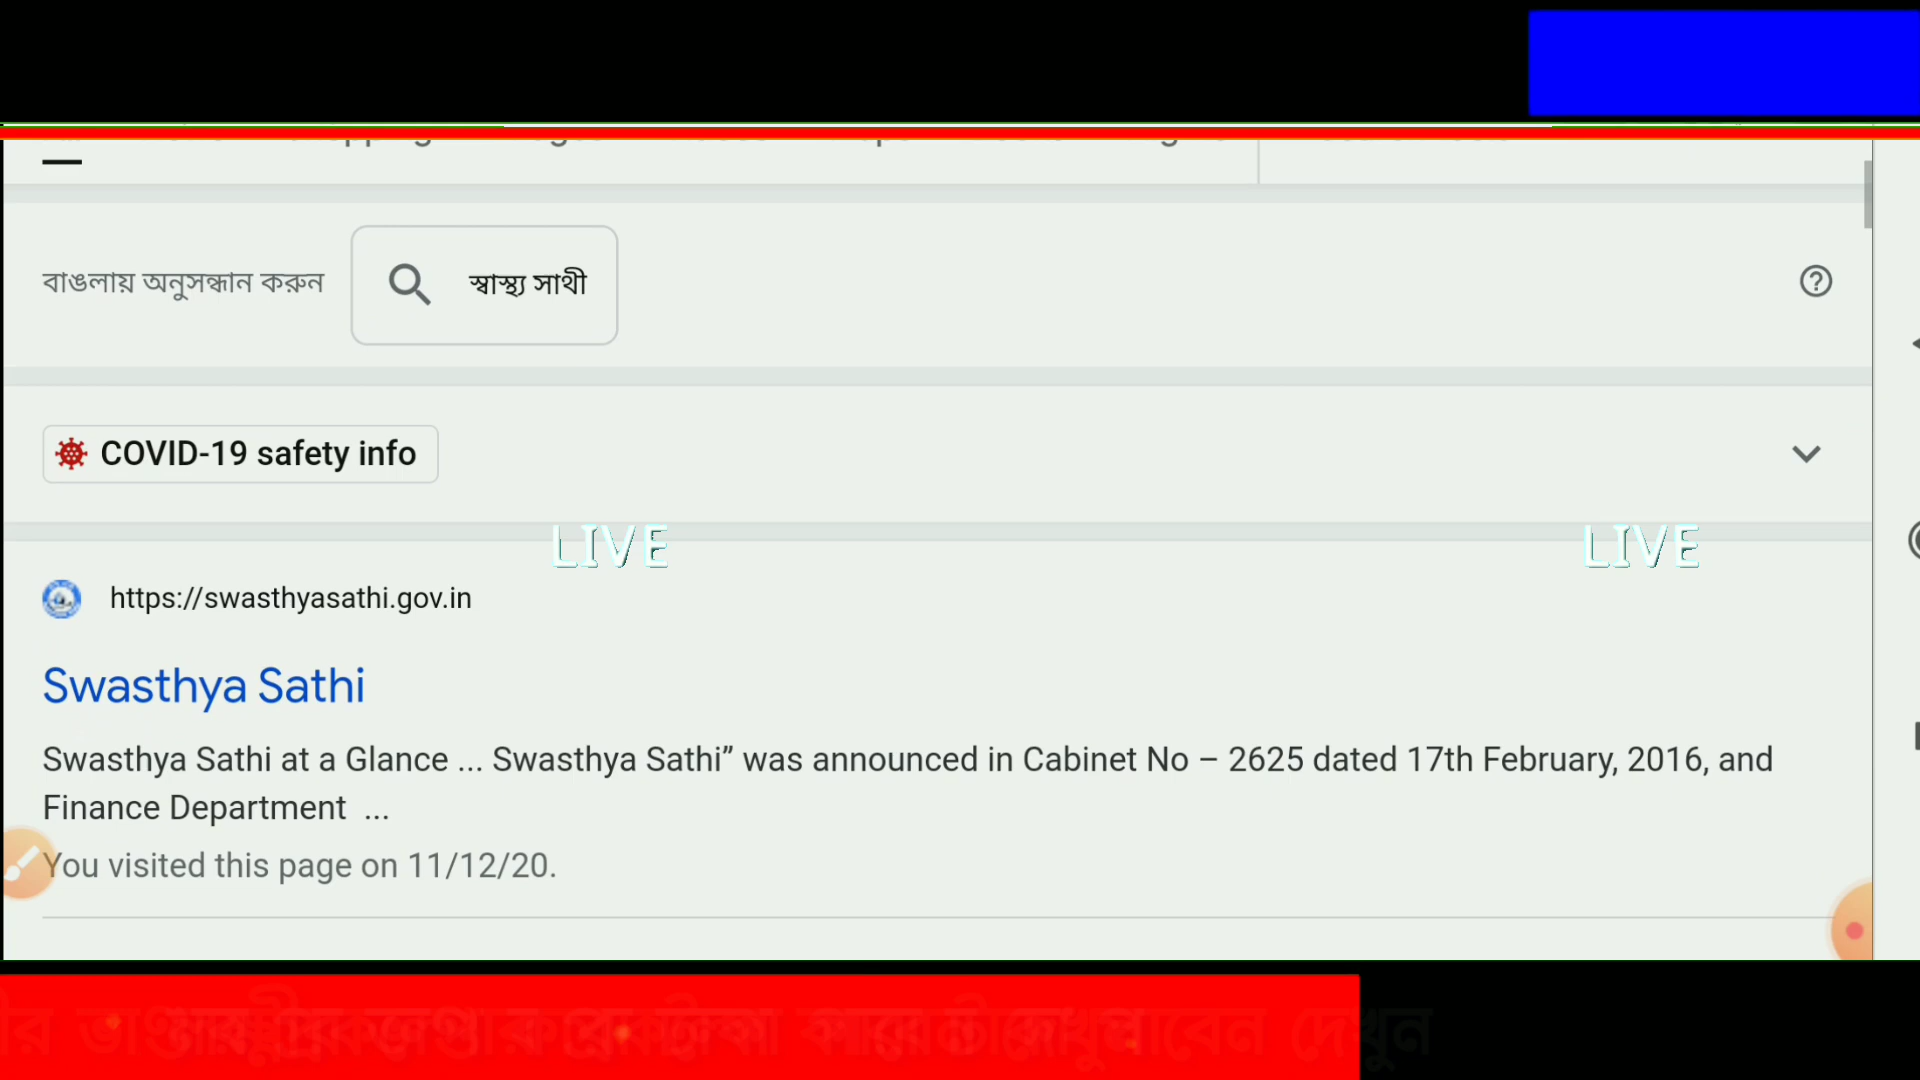 বাঙলায় অনুসন্ধান করুন
স্বাস্থ্য সাথী
COVID-19 safety info
LIVE
LIVE
https://swasthyasathi.gov.in
Swasthya Sathi
Swasthya Sathi at a Glance ... Swasthya Sathi” was announced in Cabinet No – 2625 dated 17th February, 2016, and
Finance Department ...
You visited this page on 11/12/20.